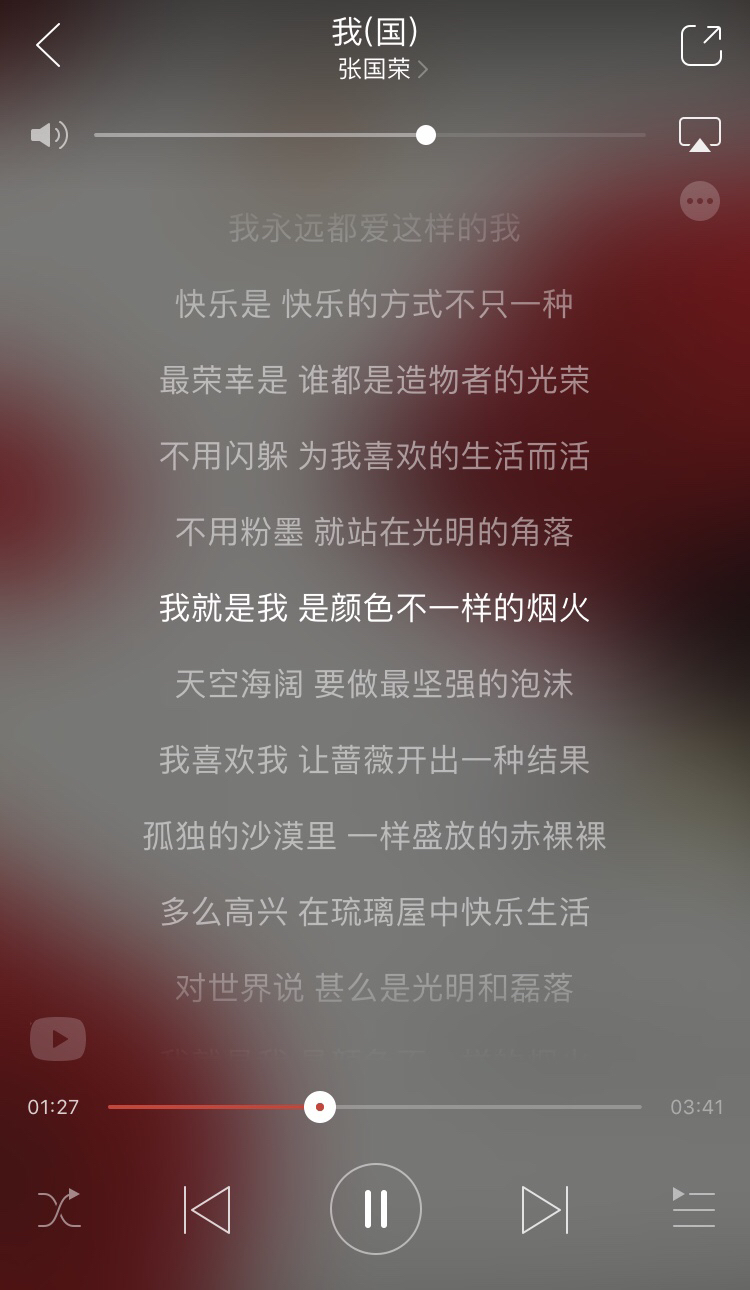 我(国)
张国荣
我永远都爱这样的我
快乐是 快乐的方式不只一种
最荣幸是 谁都是造物者的光荣
不用闪躲 为我喜欢的生活而活
不用粉墨 就站在光明的角落
我就是我 是颜色不一样的烟火
天空海阔 要做最坚强的泡沫
我喜欢我 让蔷薇开出一种结果
孤独的沙漠里 一样盛放的赤裸裸
多么高兴 在琉璃屋中快乐生活
对世界说 甚么是光明和磊落
01:27
03:41